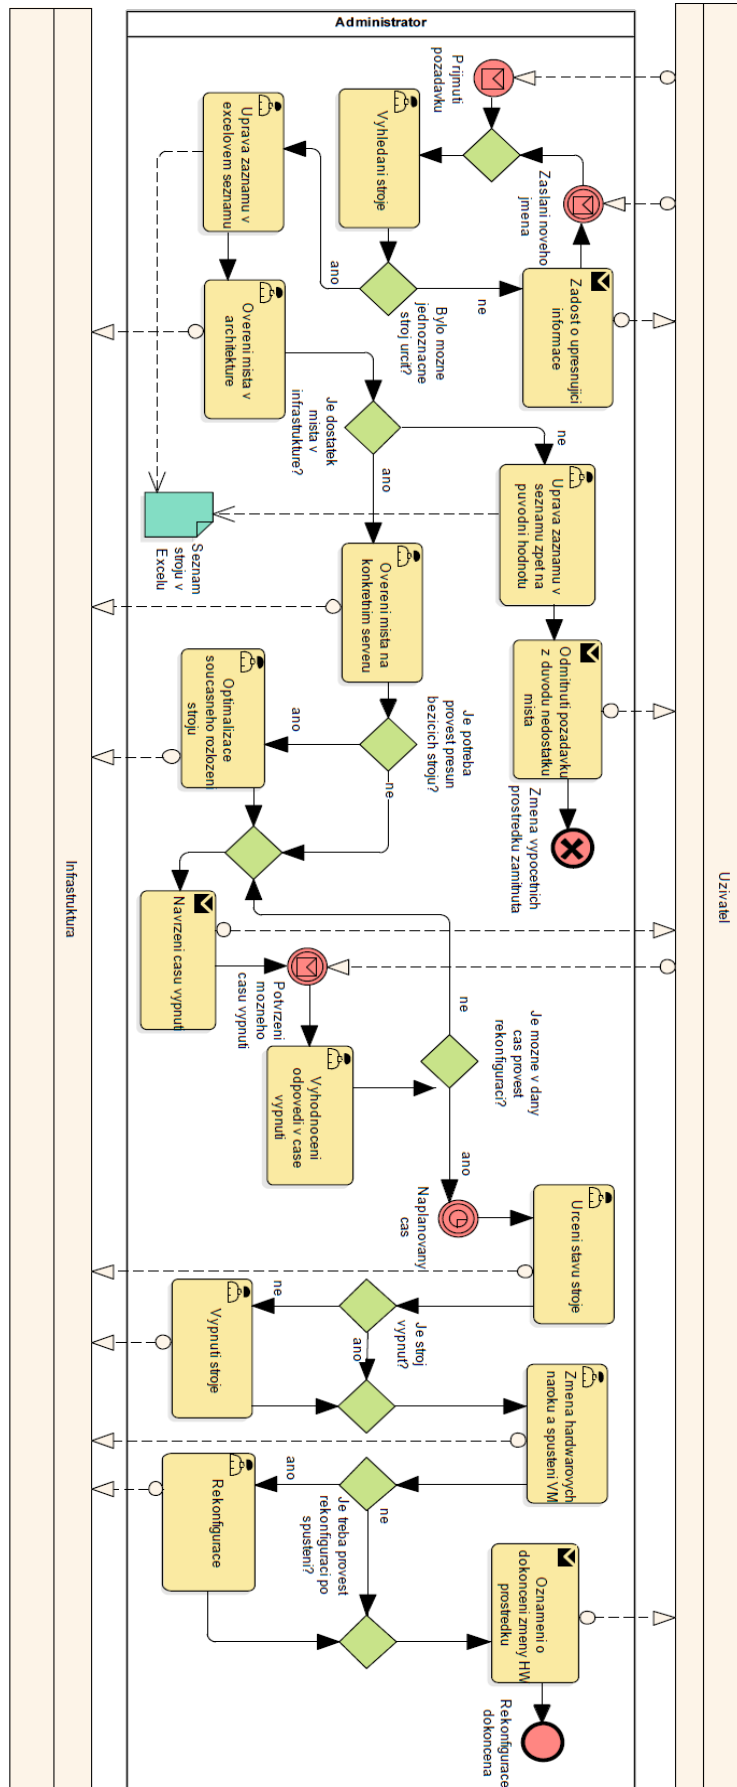 Administrator
Uzivatel
Infrastruktura
Prijmuti
pozadavku
Vyhledani stroje
Uprava zaznamu v
excelovem seznamu
Zaslani noveho
jmena
Zadost o upresnujici
informace
Bylo mozne
jednoznacne
stroj urcit?
ano
ne
Overeni mista v
architekture
Je dostatek
mista v
infrastrukture?
ne
ano
Uprava zaznamu v
seznamu zpet na
puvodni hodnotu
Seznam
stroju v
Excelu
Overeni mista na
konkretnim serveru
Odmitnuti pozadavku
z duvodu nedostatku
mista
Zmena vypocetnich
prostredku zamitnuta
Je potreba
provest presun
bezicich stroju?
ano
ne
Optimalizace
soucasneho rozlozeni
stroju
Navrzeni casu vypnuti
Potvrzeni
mozneho
casu vypnuti
Vyhodnoceni
odpovedi v case
vypnuti
Je mozne v dany
cas provest
rekonfiguraci?
ne
ano
Naplanovany
cas
Urceni stavu stroje
Je stroj
vypnut?
ne
ano
Vypnuti stroje
Zmena hardwarovych
naroku a spusteni VM
Je treba provest
rekonfiguraci po
spusteni?
ano
ne
Rekonfigurace
Oznameni o
dokonceni zmeny HW
prostredku
Rekonfigurace
dokoncena